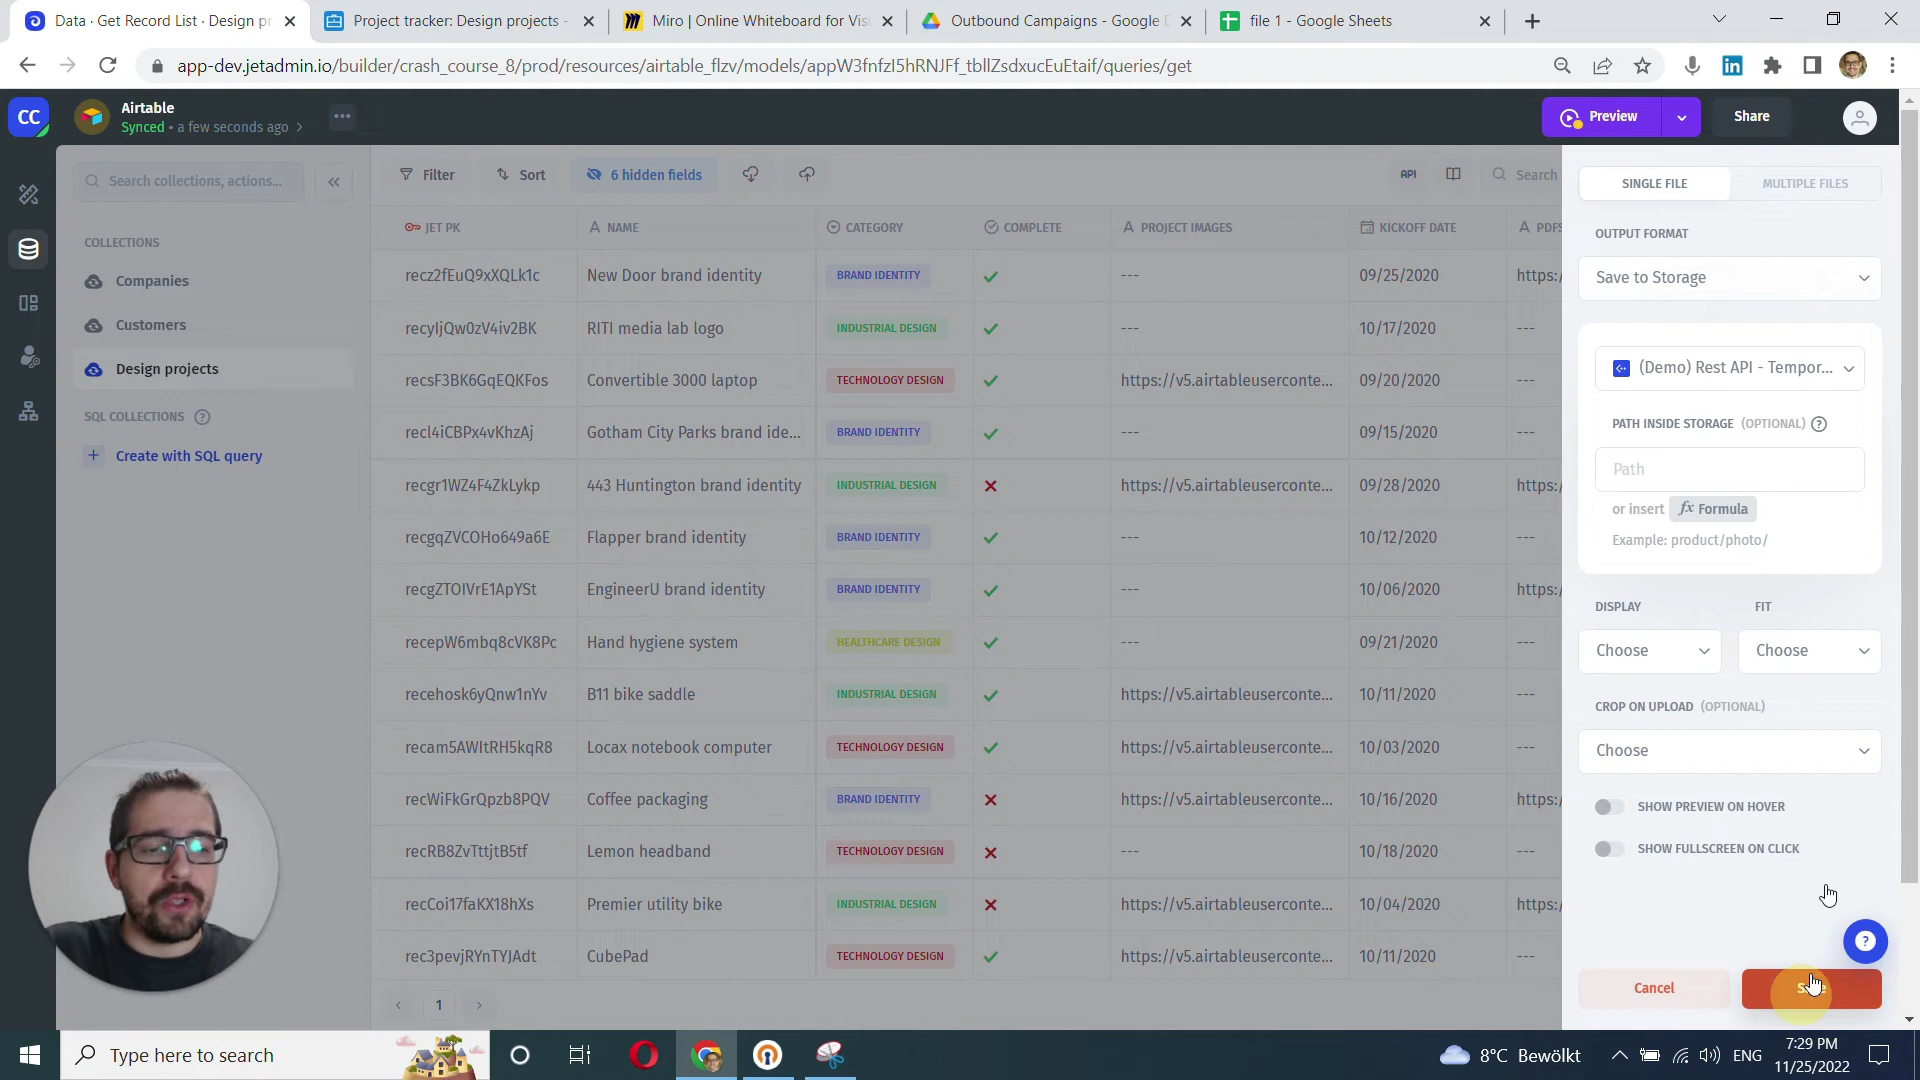 Data - Get Record List · Design pr
Project tracker: Design projects -
Miro | Online Whiteboard for Vis
Outbound Campaigns - Google D
file 1 - Google Sheets
app-dev.jetadmin.io/builder/crash_course_8/prod/resources/airtable_flzv/models/appW3fnfzI5hRNJFf_tbllZsdxucEuEtaif/queries/get
CC
Airtable
Synced • a few seconds ago >
Preview
Share
Search collections, actions...
Filter
Sort
6 hidden fields
API
Search
COLLECTIONS
Companies
Customers
Design projects
SQL COLLECTIONS ?
Create with SQL query
JET PK NAME CATEGORY COMPLETE PROJECT IMAGES KICKOFF DATE PDFS
recz2fEuQ9xXQLk1c New Door brand identity BRAND IDENTITY --- 09/25/2020 https:/
recyIjQw0zV4iv2BK RITI media lab logo INDUSTRIAL DESIGN --- 10/17/2020 ---
recsF3BK6GqEQKFos Convertible 3000 laptop TECHNOLOGY DESIGN https://v5.airtableuserconte... 09/20/2020 ---
recl4iCBPx4vKhzAj Gotham City Parks brand ide... BRAND IDENTITY --- 09/15/2020 ---
recgr1WZ4F4ZkLykp 443 Huntington brand identity INDUSTRIAL DESIGN https://v5.airtableuserconte... 09/28/2020 https:/
recgqZVCOHo649a6E Flapper brand identity BRAND IDENTITY --- 10/12/2020 ---
recgZTOIVrE1ApYSt EngineerU brand identity BRAND IDENTITY --- 10/06/2020 https:/
recepW6mbq8cVK8Pc Hand hygiene system HEALTHCARE DESIGN --- 09/21/2020 ---
recehosk6yQnw1nYv B11 bike saddle INDUSTRIAL DESIGN https://v5.airtableuserconte... 10/11/2020 ---
recam5AWItRH5kqR8 Locax notebook computer TECHNOLOGY DESIGN https://v5.airtableuserconte... 10/03/2020 ---
recWiFkGrQpzb8PQV Coffee packaging BRAND IDENTITY https://v5.airtableuserconte... 10/16/2020 https:/
recRB8ZvTttjtB5tf Lemon headband TECHNOLOGY DESIGN --- 10/18/2020 ---
recCoi17faKX18hXs Premier utility bike INDUSTRIAL DESIGN https://v5.airtableuserconte... 10/04/2020 https:/
rec3pevjRYnTYJAdt CubePad TECHNOLOGY DESIGN https://v5.airtableuserconte... 10/11/2020 ---
1
SINGLE FILE
MULTIPLE FILES
OUTPUT FORMAT
Save to Storage
(Demo) Rest API - Tempor...
PATH INSIDE STORAGE (OPTIONAL) ?
Path
or insert fx Formula
Example: product/photo/
DISPLAY
FIT
Choose
Choose
CROP ON UPLOAD (OPTIONAL)
Choose
SHOW PREVIEW ON HOVER
SHOW FULLSCREEN ON CLICK
?
Cancel
Type here to search
8°C Bewölkt
ENG
7:29 PM
11/25/2022